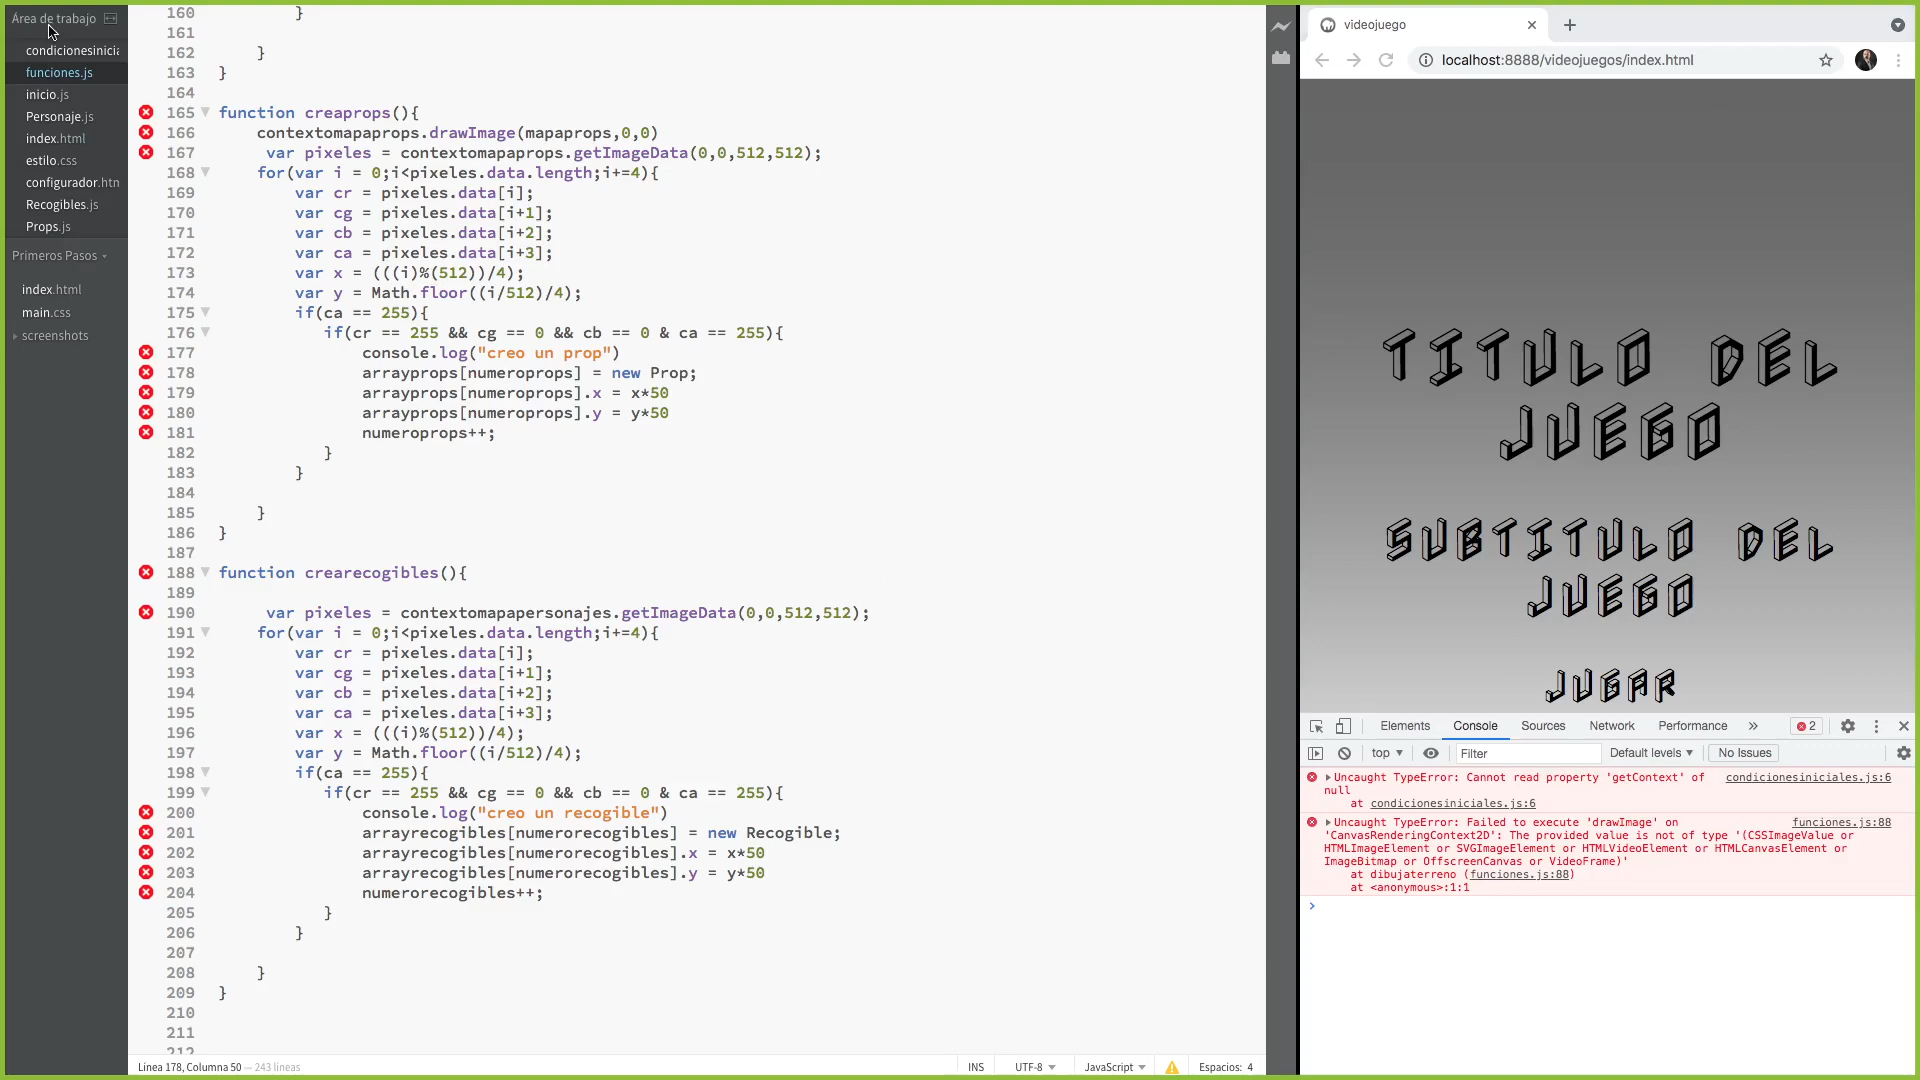 Área de trabajo
condicionesinicia
funciones.js
inicio.js
Personaje.js
index.html
estilo.css
configurador.htm
Recogibles.js
Props.js
Primeros Pasos
index.html
main.css
screenshots
160 }
161
162 }
163 }
164
165 function creaprops(){
166 contextomapaprops.drawImage(mapaprops,0,0)
167 var pixeles = contextomapaprops.getImageData(0,0,512,512);
168 for(var i = 0;i<pixeles.data.length;i+=4){
169 var cr = pixeles.data[i];
170 var cg = pixeles.data[i+1];
171 var cb = pixeles.data[i+2];
172 var ca = pixeles.data[i+3];
173 var x = (((i)%(512))/4);
174 var y = Math.floor((i/512)/4);
175 if(ca == 255){
176 if(cr == 255 && cg == 0 && cb == 0 & ca == 255){
177 console.log("creo un prop")
178 arrayprops[numeroprops] = new Prop;
179 arrayprops[numeroprops].x = x*50
180 arrayprops[numeroprops].y = y*50
181 numeroprops++;
182 }
183 }
184
185 }
186 }
187
188 function crearecogibles(){
189
190 var pixeles = contextomapapersonajes.getImageData(0,0,512,512);
191 for(var i = 0;i<pixeles.data.length;i+=4){
192 var cr = pixeles.data[i];
193 var cg = pixeles.data[i+1];
194 var cb = pixeles.data[i+2];
195 var ca = pixeles.data[i+3];
196 var x = (((i)%(512))/4);
197 var y = Math.floor((i/512)/4);
198 if(ca == 255){
199 if(cr == 255 && cg == 0 && cb == 0 & ca == 255){
200 console.log("creo un recogible")
201 arrayrecogibles[numerorecogibles] = new Recogible;
202 arrayrecogibles[numerorecogibles].x = x*50
203 arrayrecogibles[numerorecogibles].y = y*50
204 numerorecogibles++;
205 }
206 }
207
208 }
209 }
210
211
212
Línea 178, Columna 50 — 243 líneas
INS UTF-8 JavaScript Espacios: 4
videojuego
localhost:8888/videojuegos/index.html
TITULO DEL
JUEGO
SUBTITULO DEL
JUEGO
JUGAR
Elements Console Sources Network Performance » 2
top Filter Default levels No Issues
Uncaught TypeError: Cannot read property 'getContext' of condicionesiniciales.js:6
null
at condicionesiniciales.js:6
Uncaught TypeError: Failed to execute 'drawImage' on funciones.js:88
'CanvasRenderingContext2D': The provided value is not of type '(CSSImageValue or
HTMLImageElement or SVGImageElement or HTMLVideoElement or HTMLCanvasElement or
ImageBitmap or OffscreenCanvas or VideoFrame)'
at dibujaterreno (funciones.js:88)
at <anonymous>:1:1